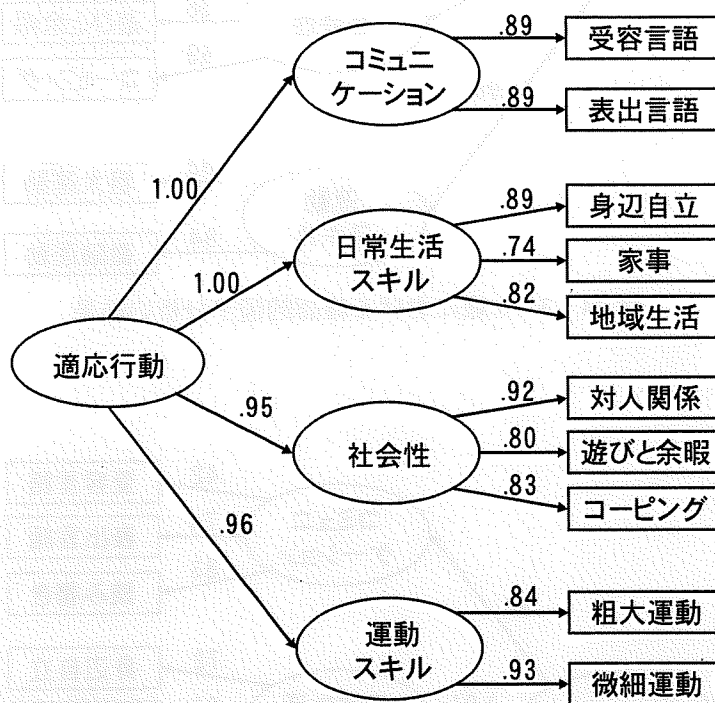 コミュニ
ケーション
.89
受容言語
.89
表出言語
1.00
日常生活
スキル
.89
身辺自立
.74
家事
.82
地域生活
1.00
適応行動
.95
社会性
.92
対人関係
.80
遊びと余暇
.83
コーピング
.96
運動
スキル
.84
粗大運動
.93
微細運動